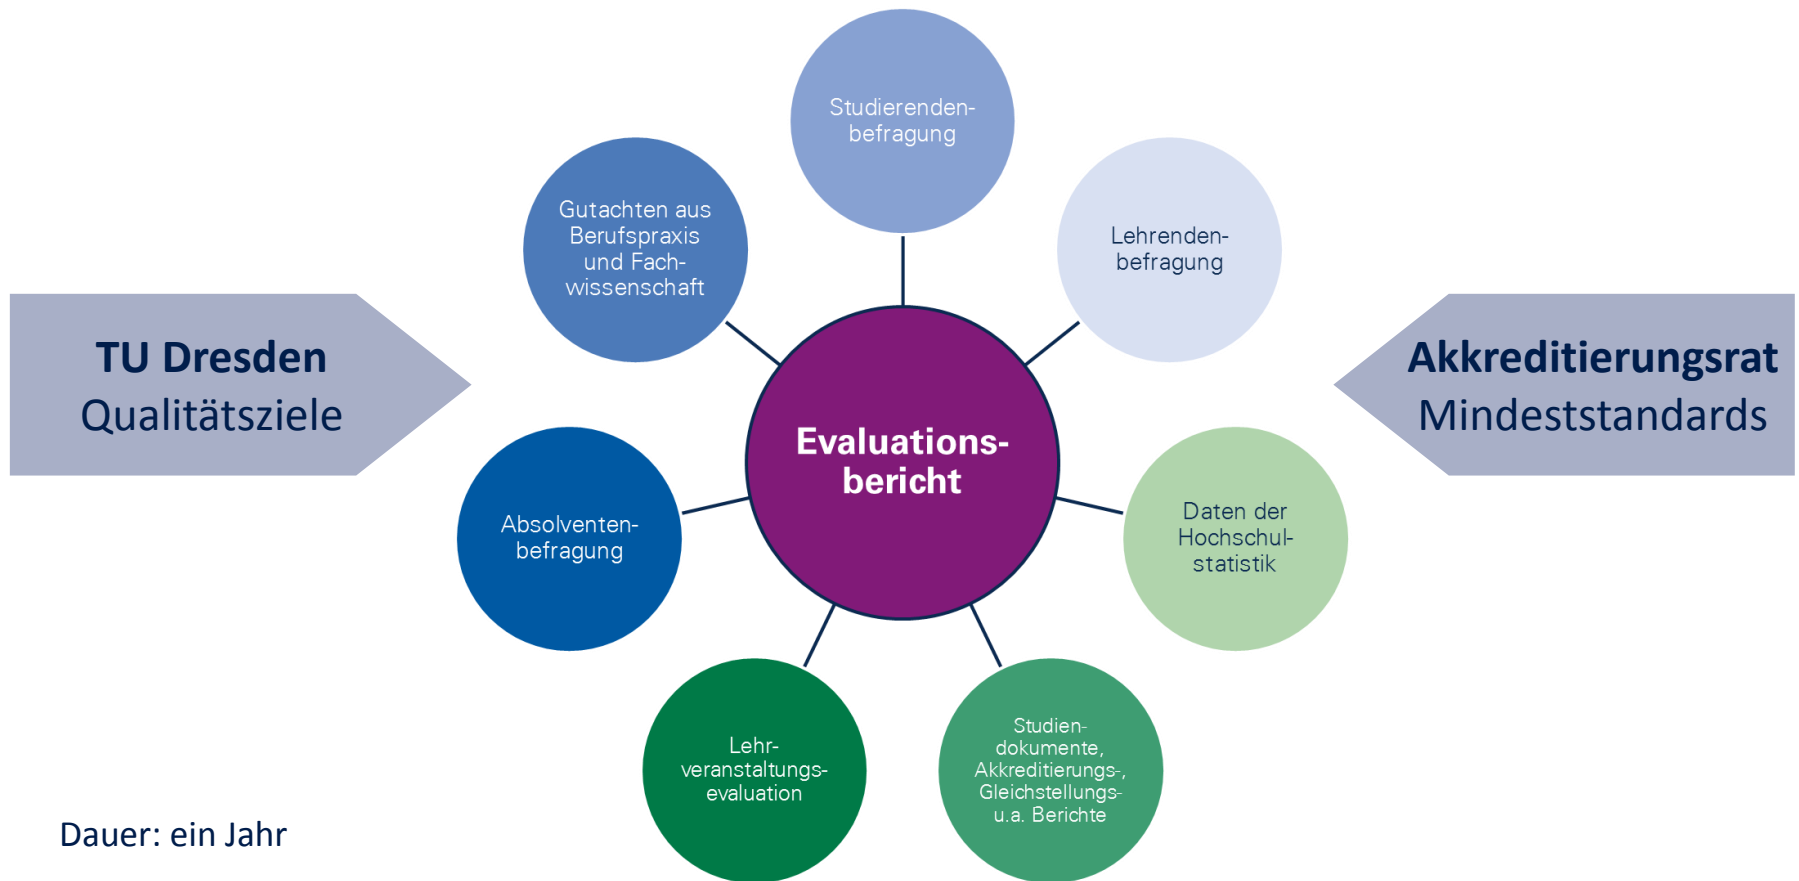 Studierenden-
befragung
Gutachten aus
Berufspraxis
und Fach-
wissenschaft
Lehrenden-
befragung
TU Dresden
Qualitätsziele
Akkreditierungsrat
Mindeststandards
Evaluations-
bericht
Absolventen-
befragung
Daten der
Hochschul-
statistik
Lehr-
veranstaltungs-
evaluation
Studien-
dokumente,
Akkreditierungs-,
Gleichstellungs-
u.a. Berichte
Dauer: ein Jahr